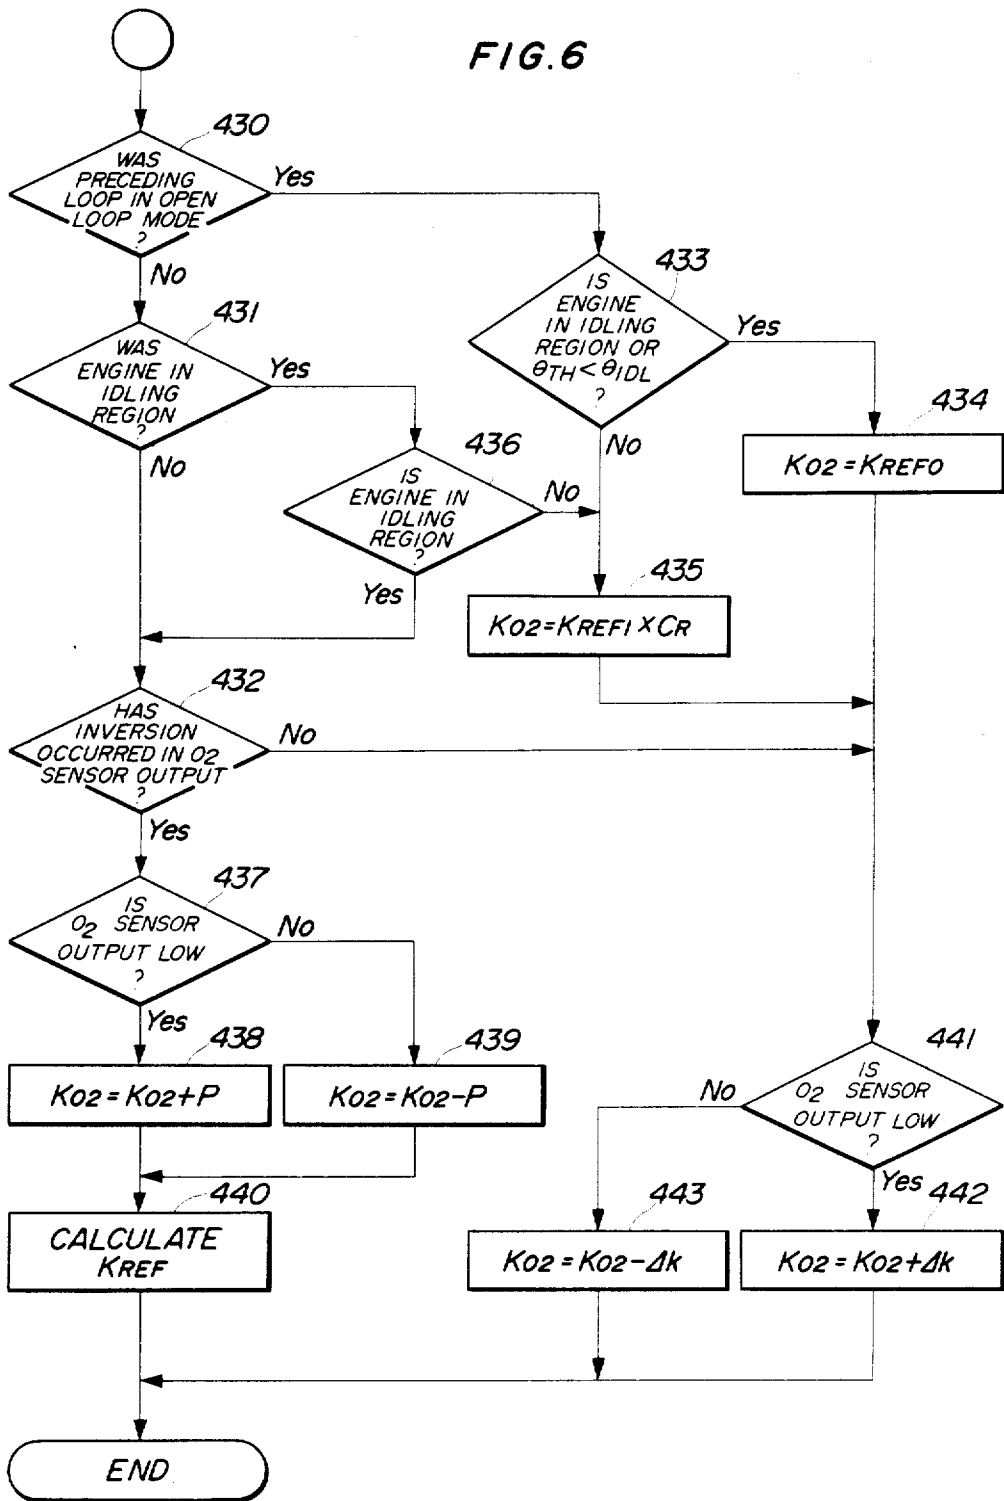 FIG.6
430
WAS
PRECEDING
LOOP IN OPEN
LOOP MODE
?
Yes
No
431
WAS
ENGINE IN
IDLING
REGION
?
Yes
No
433
IS
ENGINE
IN IDLING
REGION OR
θTH<θIDL
?
Yes
No
434
KO2=KREFO
436
IS
ENGINE IN
IDLING
REGION
?
No
Yes
435
KO2=KREF1×CR
432
HAS
INVERSION
OCCURRED IN O2
SENSOR OUTPUT
?
No
Yes
437
IS
O2 SENSOR
OUTPUT LOW
?
No
Yes
438
KO2=KO2+P
439
KO2=KO2-P
441
IS
O2 SENSOR
OUTPUT LOW
?
No
Yes
440
CALCULATE
KREF
443
KO2=KO2-Δk
442
KO2=KO2+Δk
END